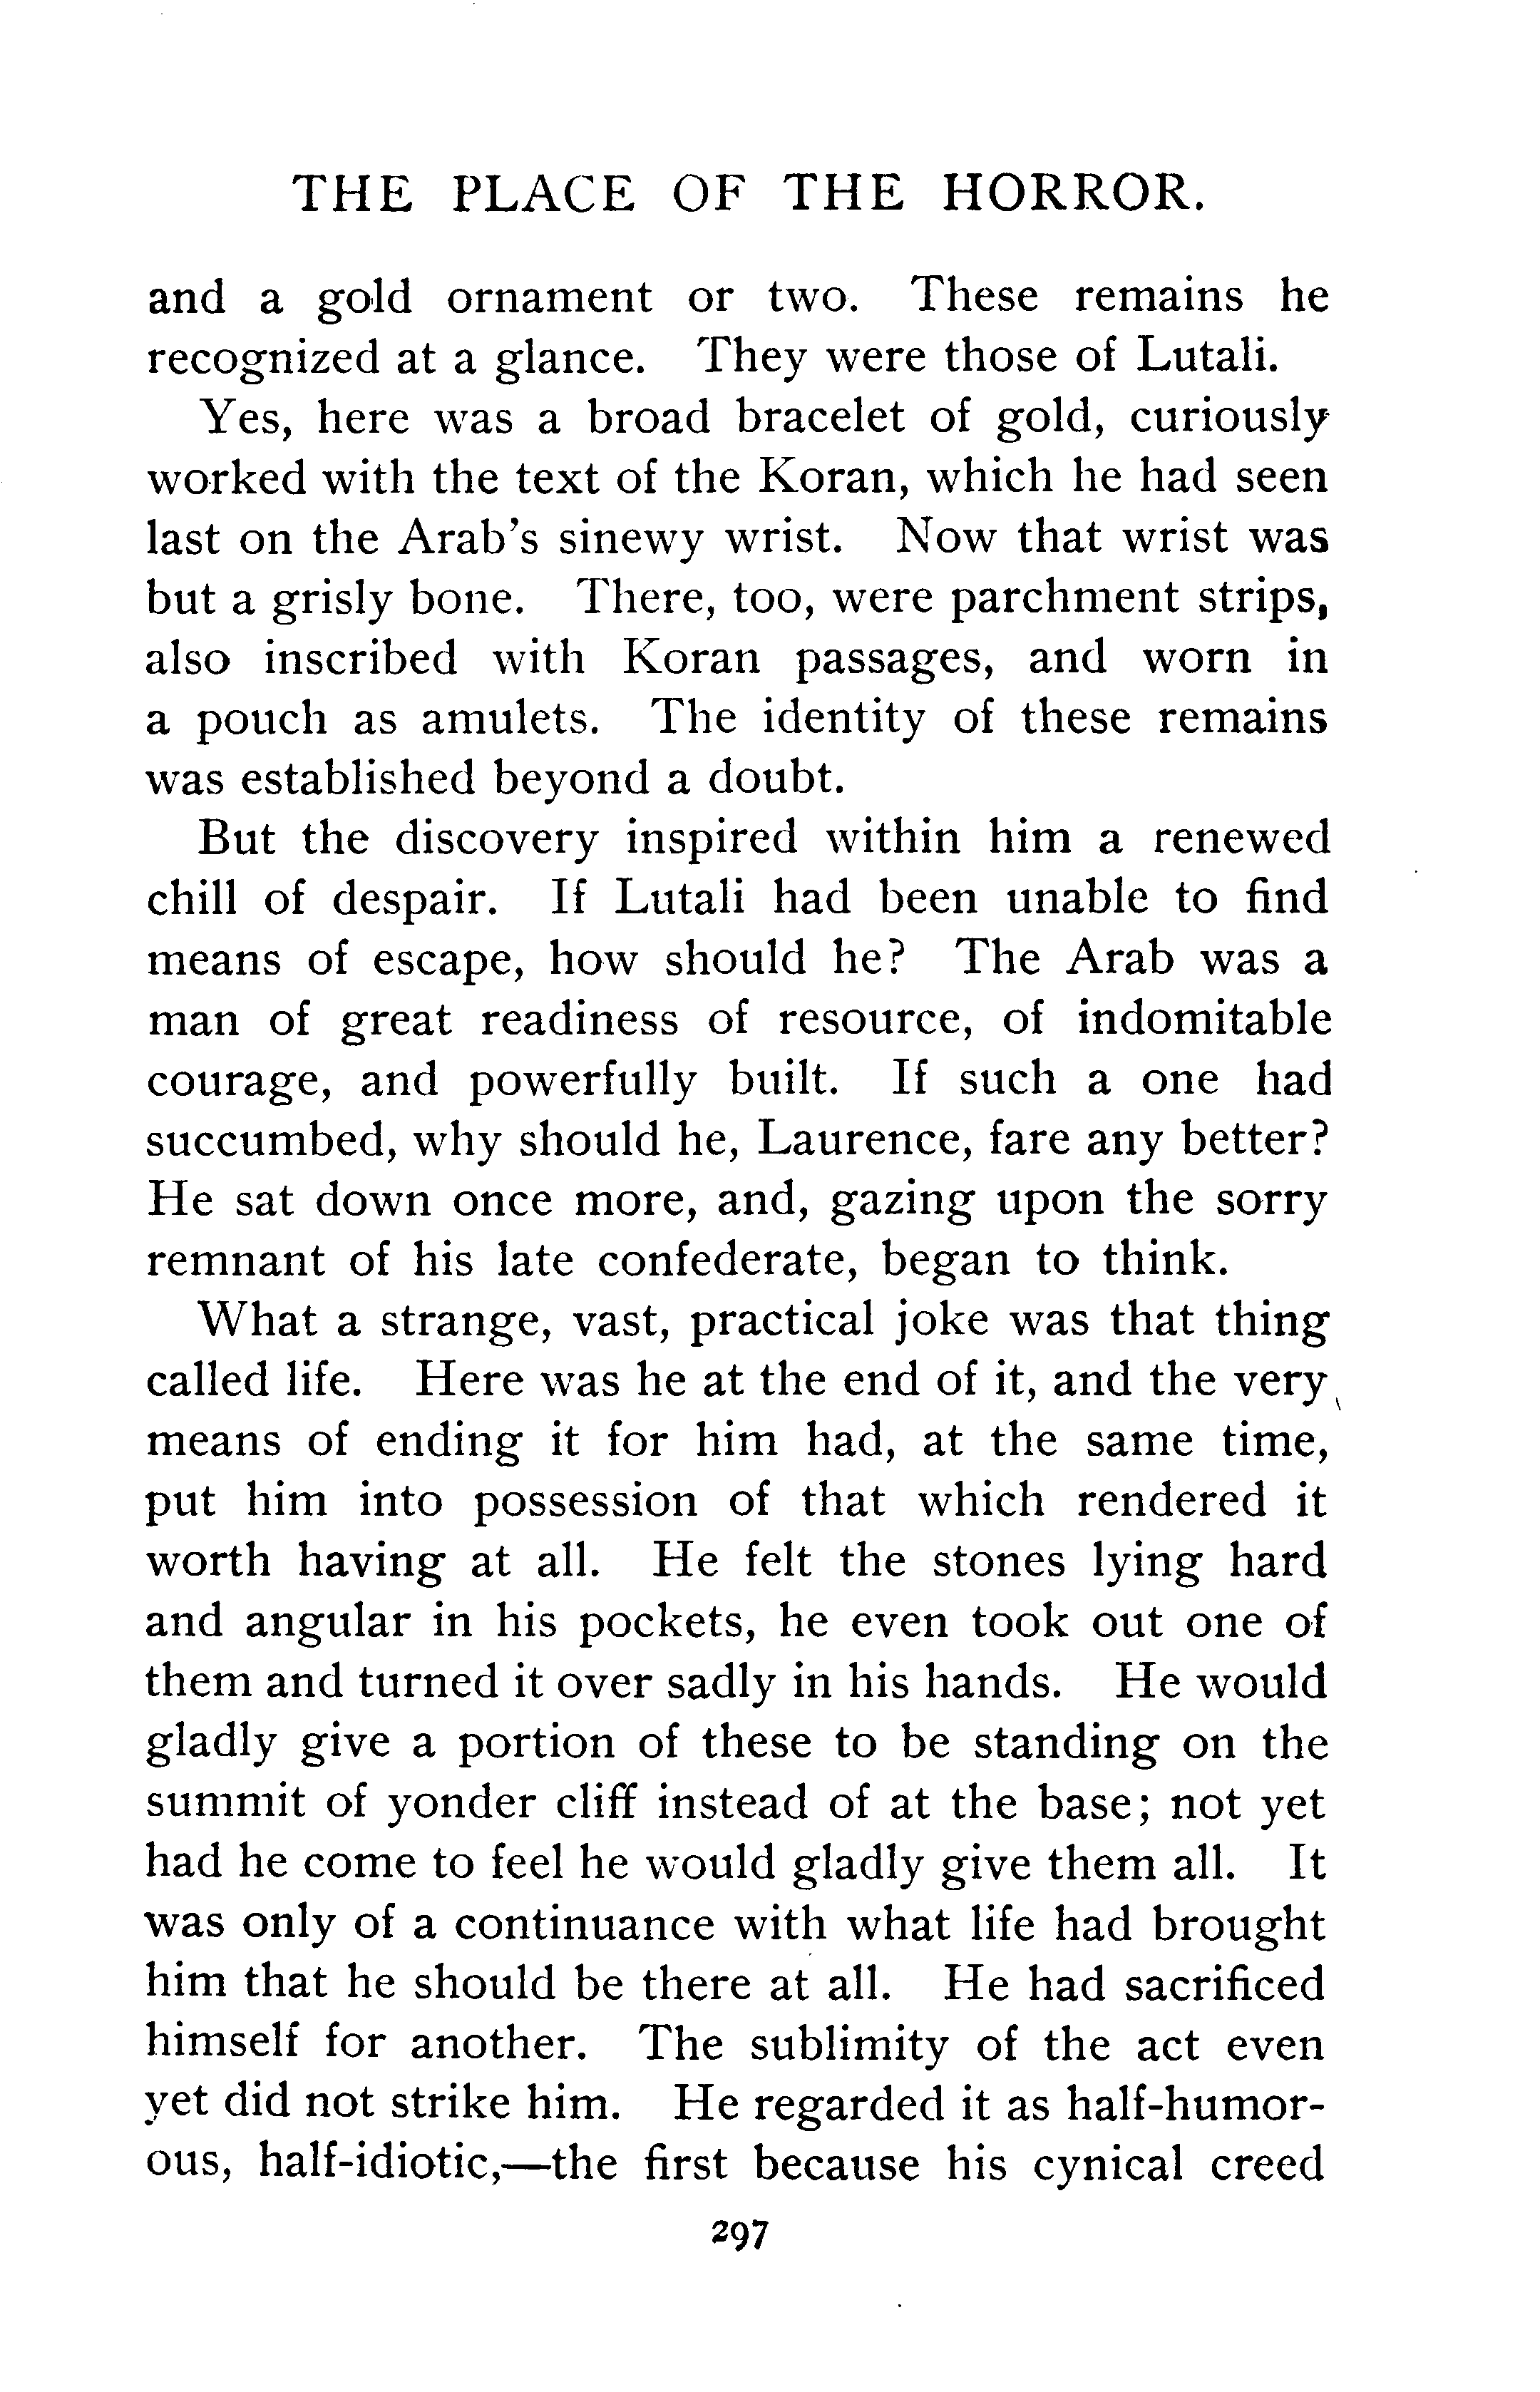 THE PLACE OF THE HORROR.
and a gold ornament or two. These remains he
recognized at a glance. They were those of Lutali.
Yes, here was a broad bracelet of gold, curiously
worked with the text of the Koran, which he had seen
last on the Arab's sinewy wrist. Now that wrist was
but a grisly bone. There, too, were parchment strips,
also inscribed with Koran passages, and worn in
a pouch as amulets. The identity of these remains
was established beyond a doubt.
But the discovery inspired within him a renewed
chill of despair. If Lutali had been unable to find
means of escape, how should he? The Arab was a
man of great readiness of resource, of indomitable
courage, and powerfully built. If such a one had
succumbed, why should he, Laurence, fare any better?
He sat down once more, and, gazing upon the sorry
remnant of his late confederate, began to think.
What a strange, vast, practical joke was that thing
called life. Here was he at the end of it, and the very
means of ending it for him had, at the same time,
put him into possession of that which rendered it
worth having at all. He felt the stones lying hard
and angular in his pockets, he even took out one of
them and turned it over sadly in his hands. He would
gladly give a portion of these to be standing on the
summit of yonder cliff instead of at the base; not yet
had he come to feel he would gladly give them all. It
was only of a continuance with what life had brought
him that he should be there at all. He had sacrificed
himself for another. The sublimity of the act even
yet did not strike him. He regarded it as half-humor-
ous, half-idiotic,—the first because his cynical creed
297